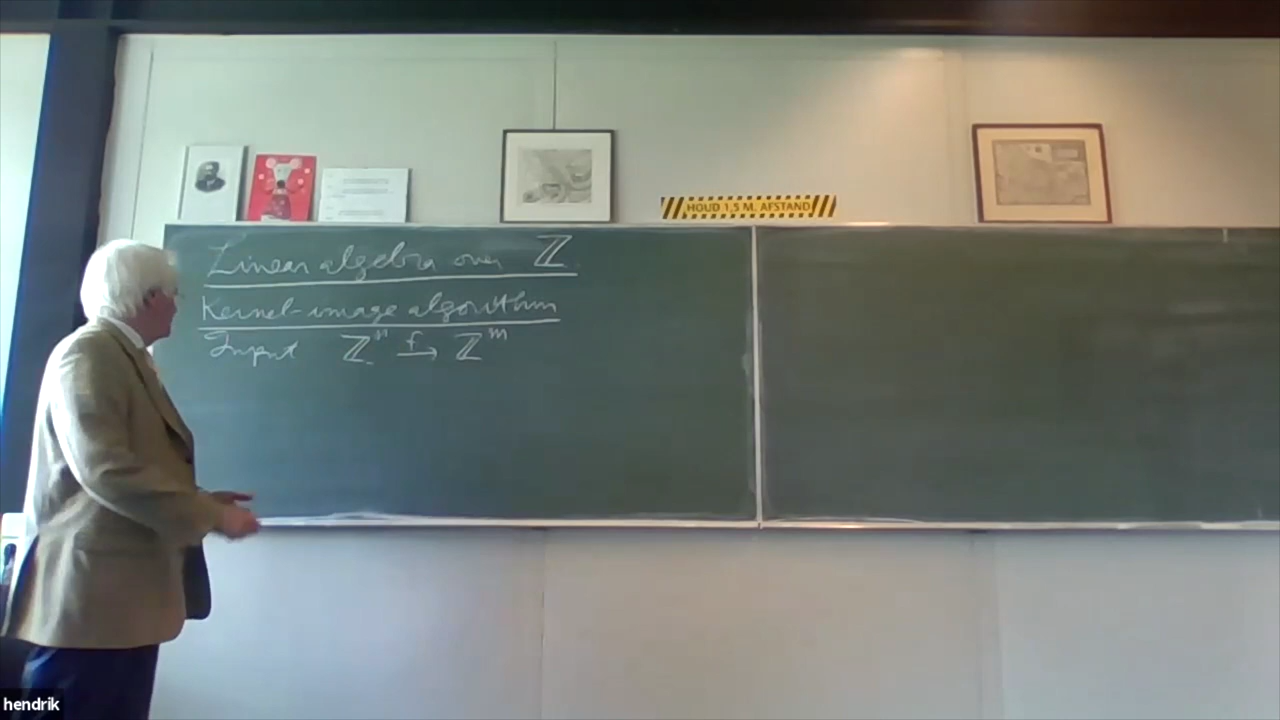 HOUD 1,5 M. AFSTAND
Linear algebra over ℤ
Kernel-image algorithm
Input ℤⁿ →f ℤᵐ
hendrik